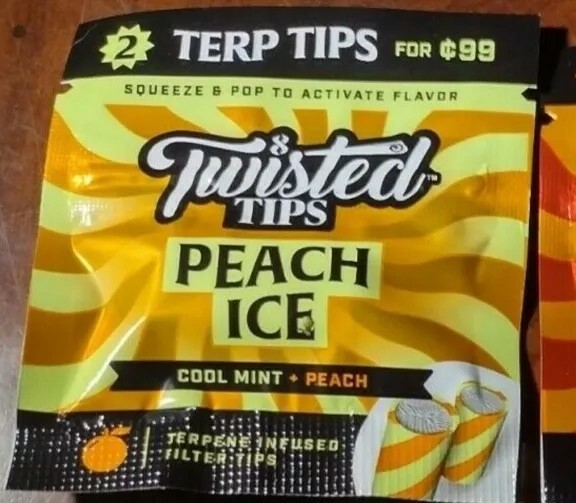 2 TERP TIPS FOR ¢99
SQUEEZE & POP TO ACTIVATE FLAVOR
Twisted™
TIPS
PEACH
ICE
COOL MINT + PEACH
TERPENE INFUSED
FILTER TIPS